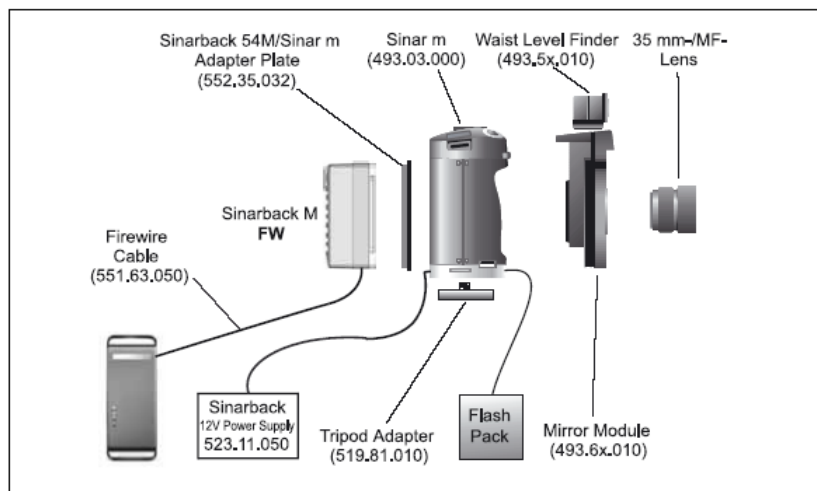 Sinarback 54M/Sinar m
Adapter Plate
(552.35.032)
Sinar m
(493.03.000)
Waist Level Finder
(493.5x.010)
35 mm-/MF-
Lens
Sinarback M
FW
Firewire
Cable
(551.63.050)
Sinarback
12V Power Supply
523.11.050
Tripod Adapter
(519.81.010)
Flash
Pack
Mirror Module
(493.6x.010)